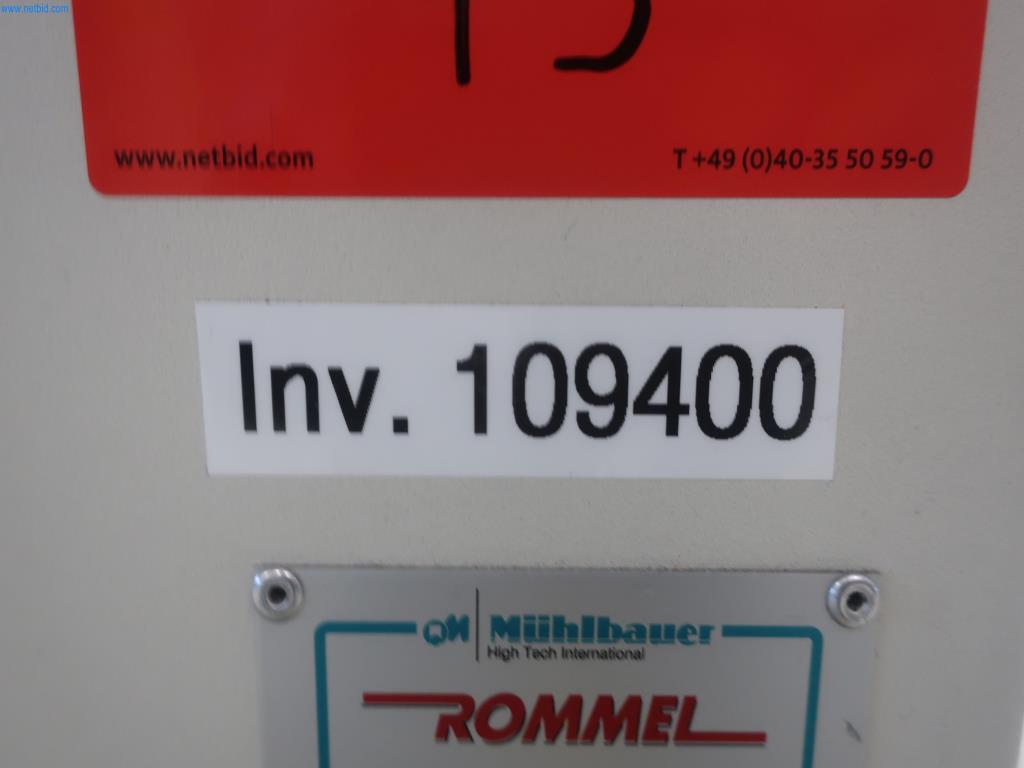 www.netbid.com
www.netbid.com T +49 (0)40-35 50 59-0
Inv. 109400
Mühlbauer
High Tech International
ROMMEL